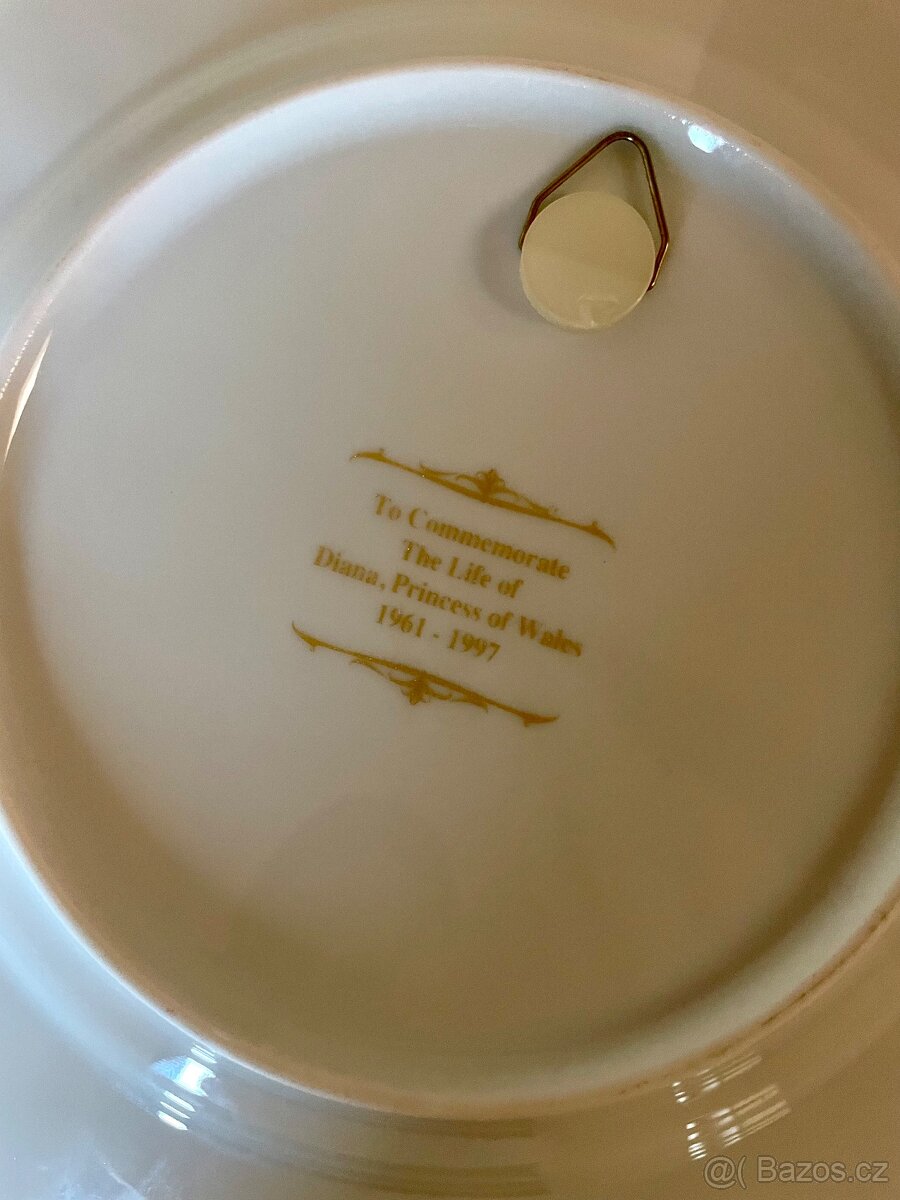 To Commemorate
The Life of
Diana, Princess of Wales
1961 - 1997
@( Bazos.cz